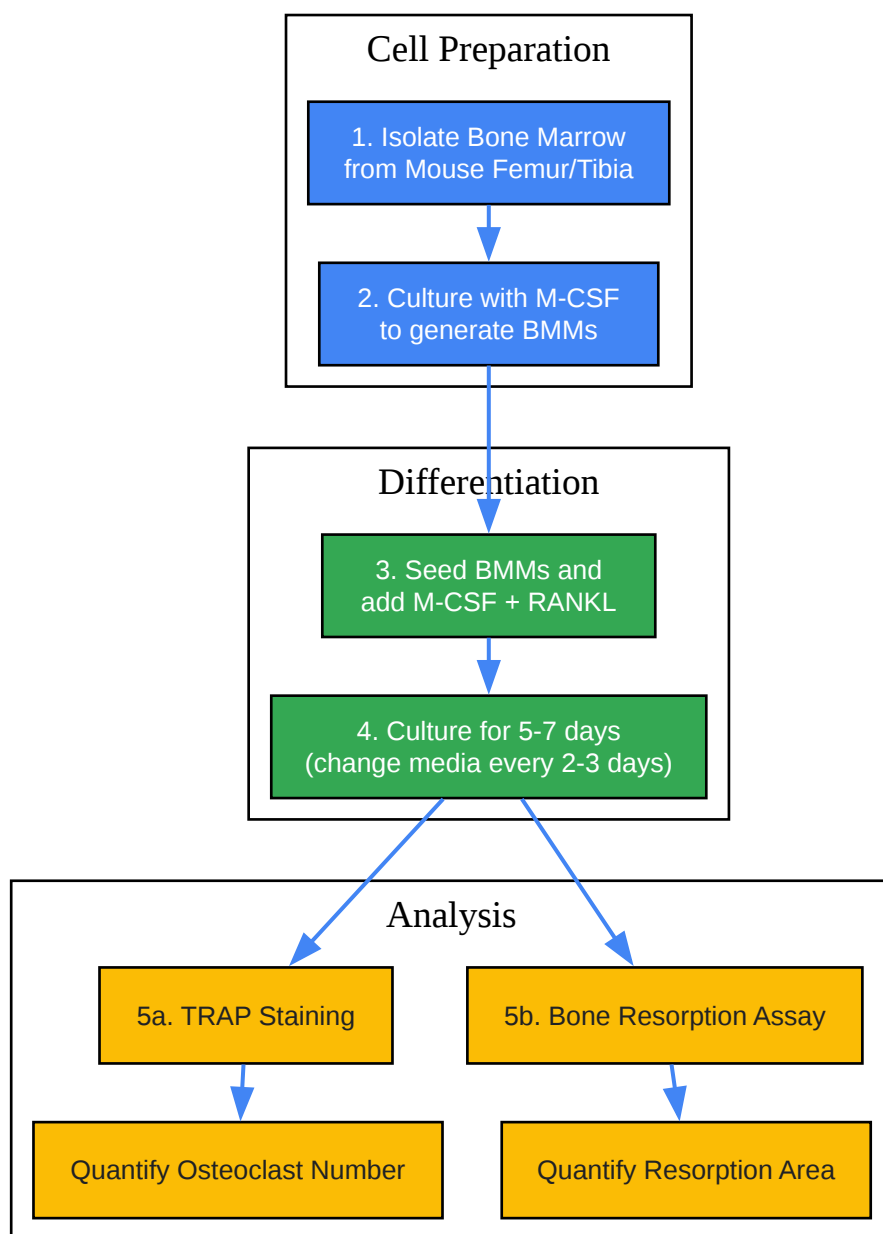 Cell Preparation
1. Isolate Bone Marrow
from Mouse Femur/Tibia
2. Culture with M-CSF
to generate BMMs
Differentiation
3. Seed BMMs and
add M-CSF + RANKL
4. Culture for 5-7 days
(change media every 2-3 days)
Analysis
5a. TRAP Staining
5b. Bone Resorption Assay
Quantify Osteoclast Number
Quantify Resorption Area